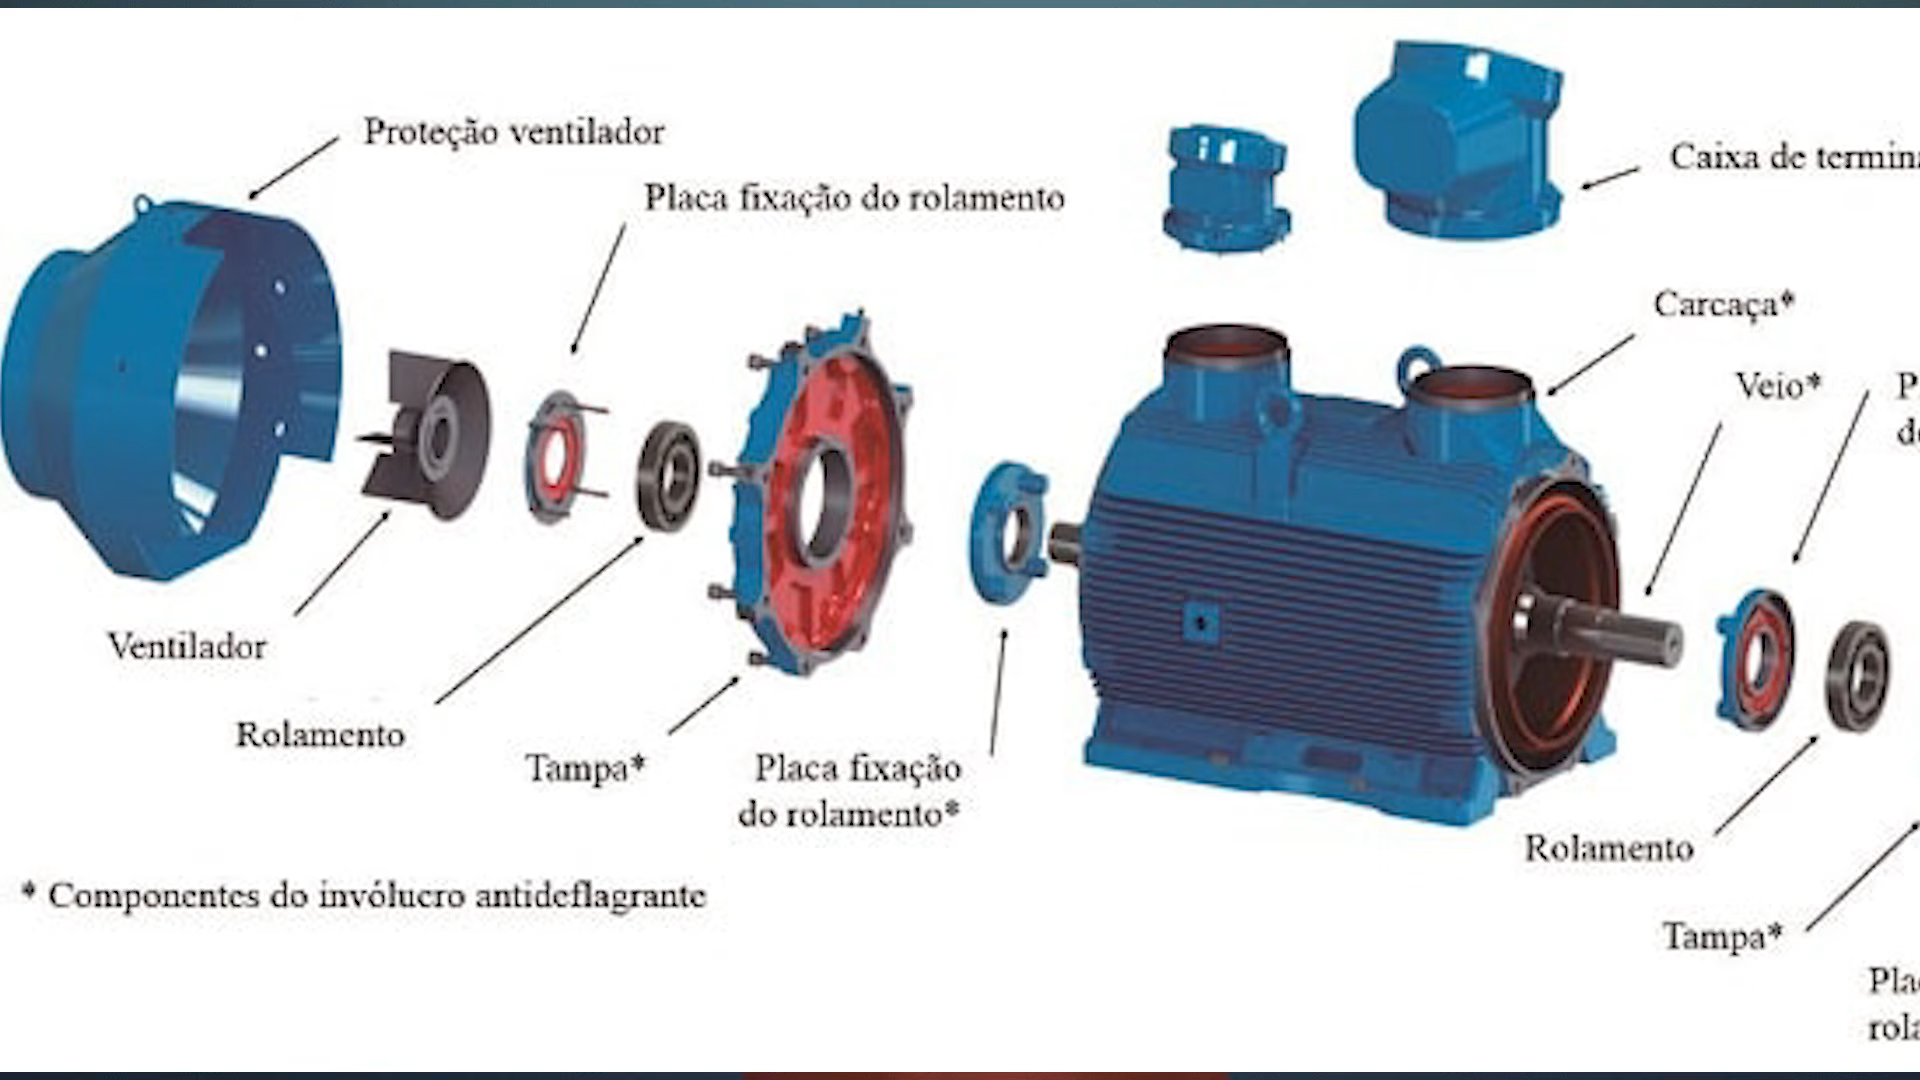 Proteção ventilador
Placa fixação do rolamento
Caixa de
Carcaça*
Veio*
Ventilador
Rolamento
Tampa*
Placa fixação
do rolamento*
Rolamento
Tampa*
* Componentes do invólucro antideflagrante